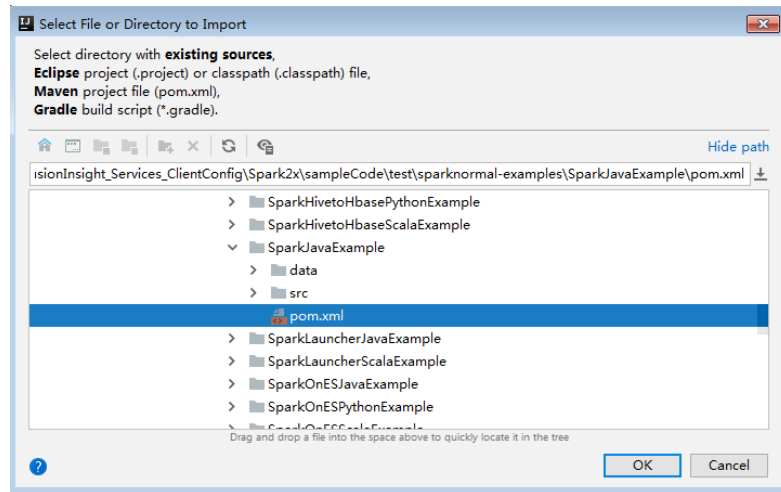 Select File or Directory to Import
Select directory with existing sources,
Eclipse project (.project) or classpath (.classpath) file,
Maven project file (pom.xml),
Gradle build script (*.gradle).
Hide path
ısionInsight_Services_ClientConfig\Spark2x\sampleCode\test\sparknormal-examples\SparkJavaExample\pom.xml
SparkHivetoHbasePythonExample
SparkHivetoHbaseScalaExample
SparkJavaExample
data
src
pom.xml
SparkLauncherJavaExample
SparkLauncherScalaExample
SparkOnESJavaExample
SparkOnESPythonExample
SparkOnESScalaExample
Drag and drop a file into the space above to quickly locate it in the tree
OK Cancel